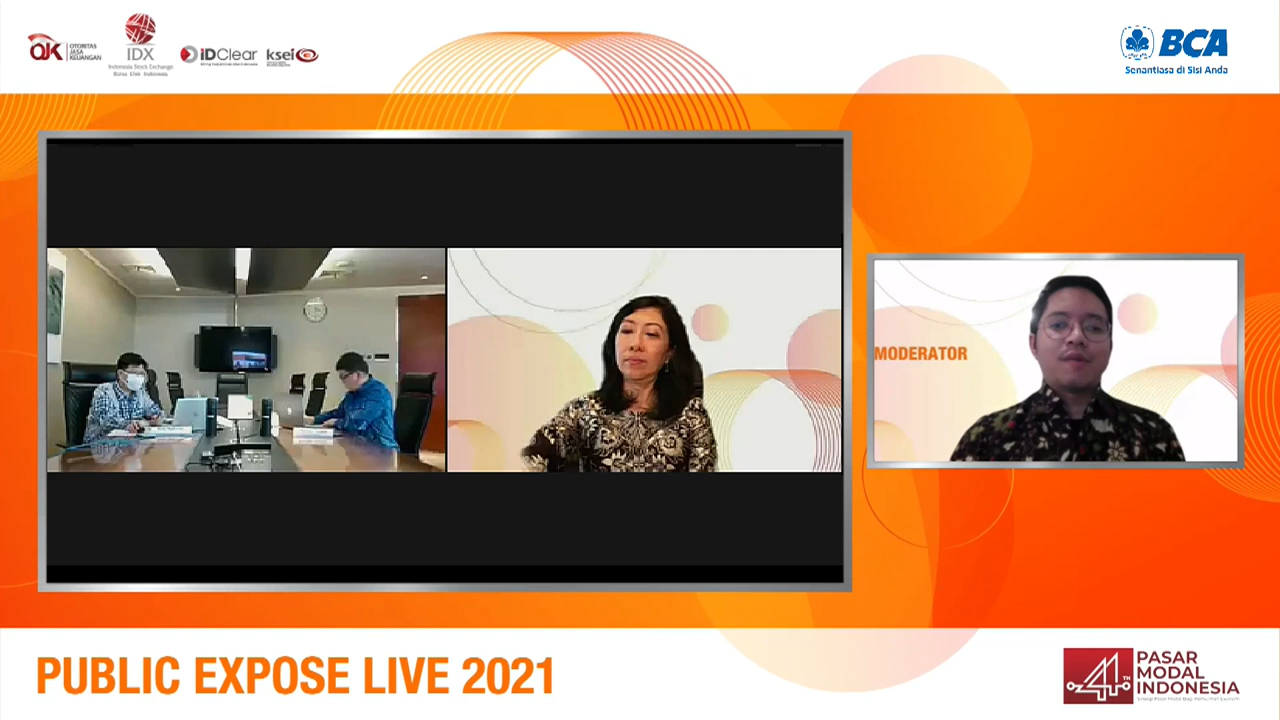 OJK
OTORITAS
JASA
KEUANGAN
IDX
Indonesia Stock Exchange
Bursa Efek Indonesia
iDClear
ksei
BCA
Senantiasa di Sisi Anda
MODERATOR
PUBLIC EXPOSE LIVE 2021
44TH
PASAR
MODAL
INDONESIA